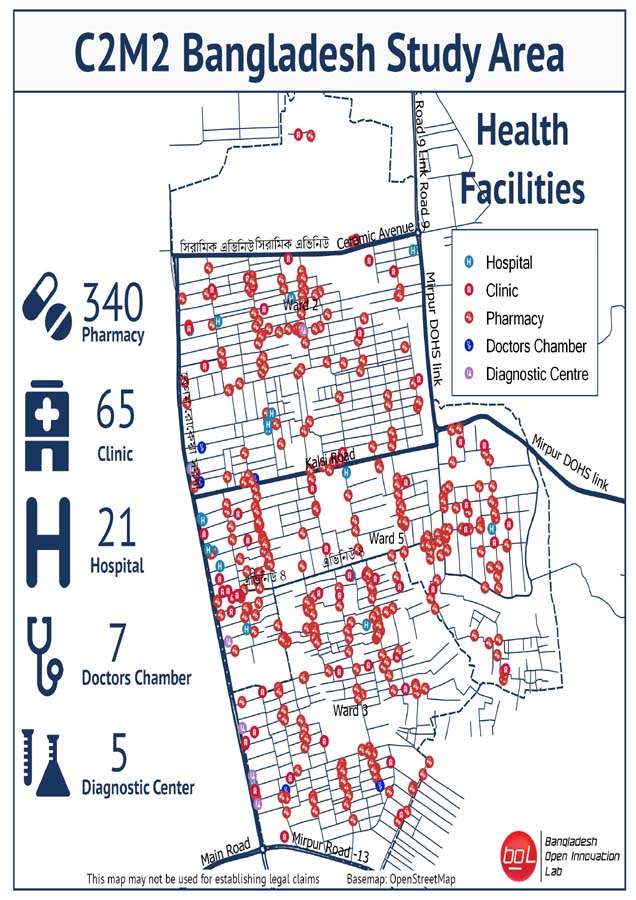 C2M2 Bangladesh Study Area
Health
Facilities
Road 9 Link Road 9
সিরামিক এভিনিউ সিরামিক এভিনিউ Ceramic Avenue
Hospital
Clinic
Pharmacy
Doctors Chamber
Diagnostic Centre
340
Pharmacy
65
Clinic
21
Hospital
7
Doctors Chamber
5
Diagnostic Center
Ward 2
Mirpur DOHS link
Mirpur DOHS link
Kalsi Road
Ward 5
এভিনিউ 4
Ward 3
Main Road
Mirpur Road -13
bOL
Bangladesh
Open Innovation
Lab
This map may not be used for establishing legal claims
Basemap: OpenStreetMap